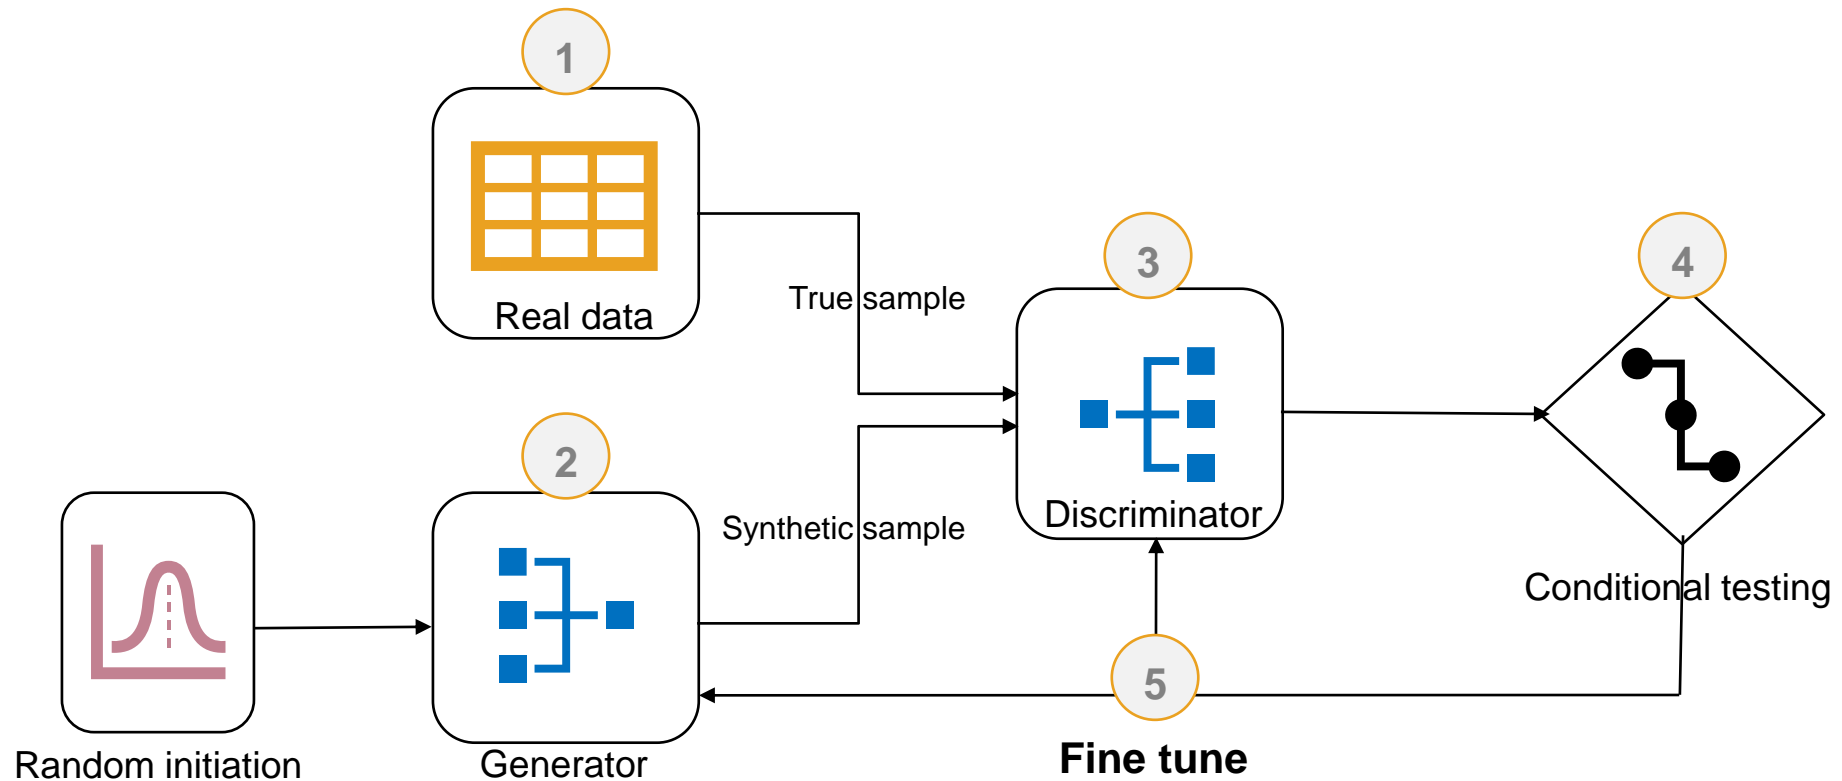 1
Real data
True sample
3
4
2
Synthetic sample
Discriminator
Conditional testing
5
Random initiation
Generator
Fine tune